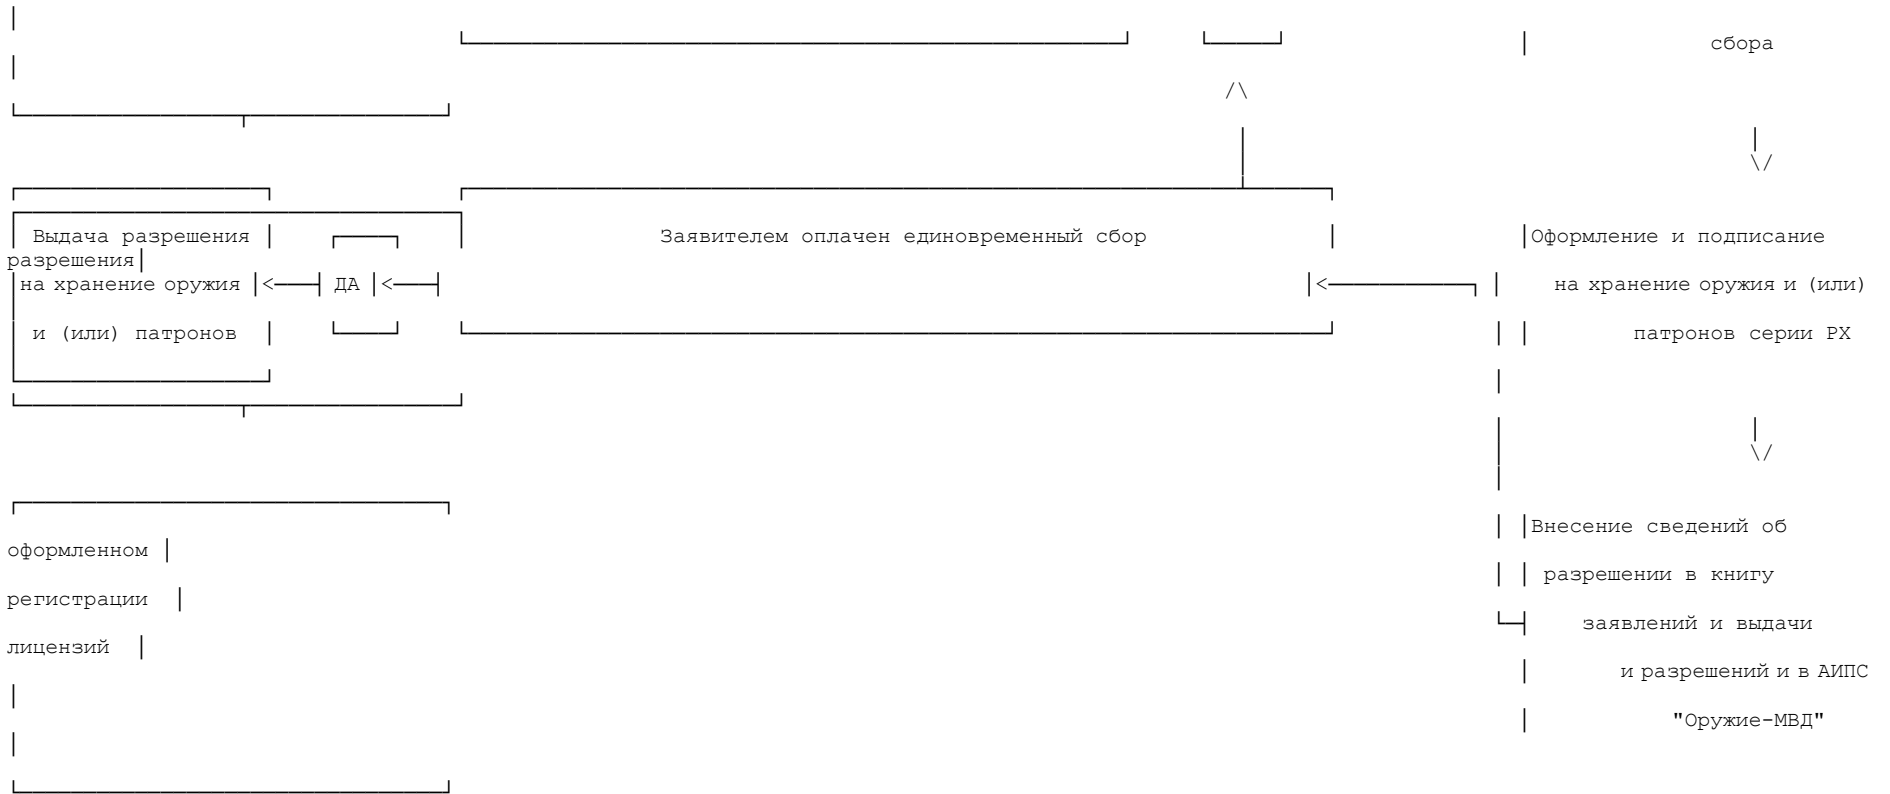 сбора
Выдача разрешения Заявителем оплачен единовременный сбор Оформление и подписание
разрешения
на хранение оружия ДА на хранение оружия и (или)
и (или) патронов патронов серии РХ
Внесение сведений об
оформленном
разрешении в книгу
регистрации
заявлений и выдачи
лицензий
и разрешений и в АИПС
"Оружие-МВД"